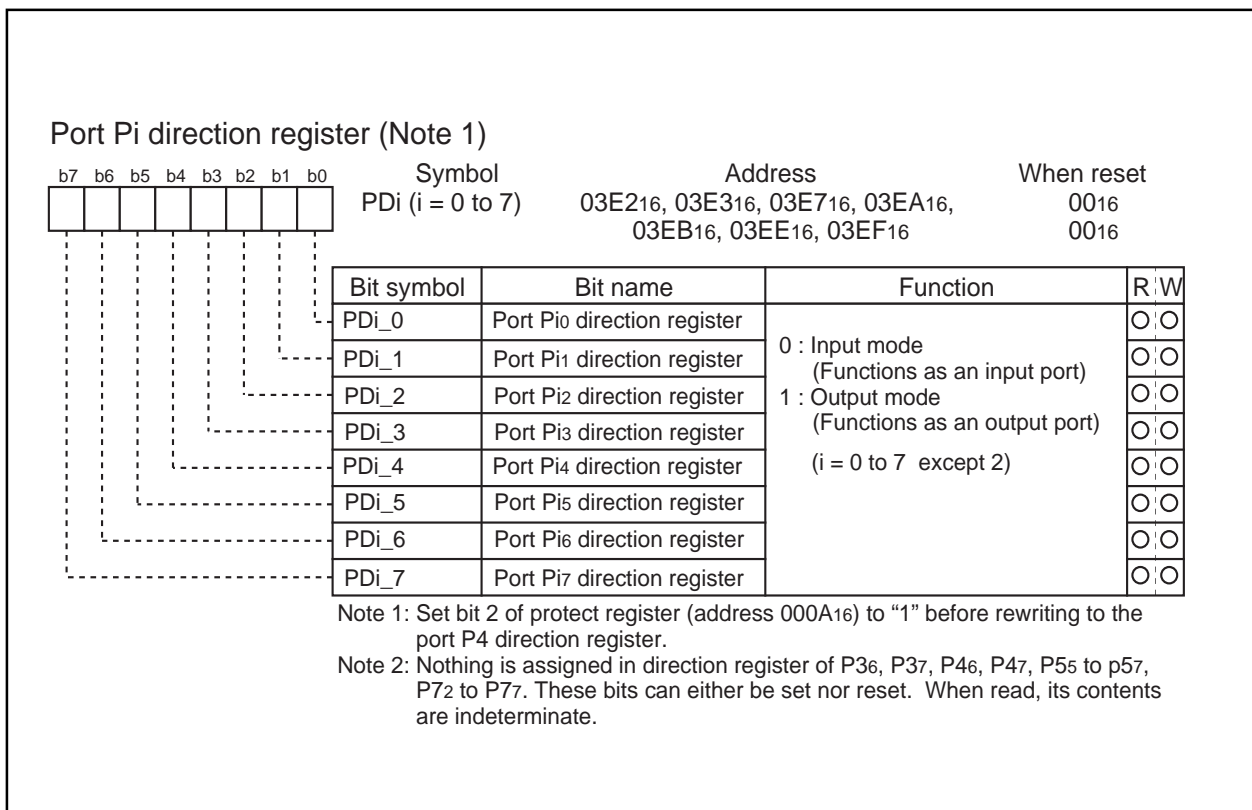 Port Pi direction register (Note 1)
b7 b6 b5 b4 b3 b2 b1 b0
Symbol Address When reset
PDi (i = 0 to 7) 03E216, 03E316, 03E716, 03EA16, 0016
03EB16, 03EE16, 03EF16 0016
Bit symbol Bit name Function R W
PDi_0 Port Pi0 direction register
PDi_1 Port Pi1 direction register
PDi_2 Port Pi2 direction register
PDi_3 Port Pi3 direction register
PDi_4 Port Pi4 direction register
PDi_5 Port Pi5 direction register
PDi_6 Port Pi6 direction register
PDi_7 Port Pi7 direction register
0 : Input mode
(Functions as an input port)
1 : Output mode
(Functions as an output port)
(i = 0 to 7 except 2)
Note 1: Set bit 2 of protect register (address 000A16) to “1” before rewriting to the
port P4 direction register.
Note 2: Nothing is assigned in direction register of P36, P37, P46, P47, P55 to p57,
P72 to P77. These bits can either be set nor reset. When read, its contents
are indeterminate.